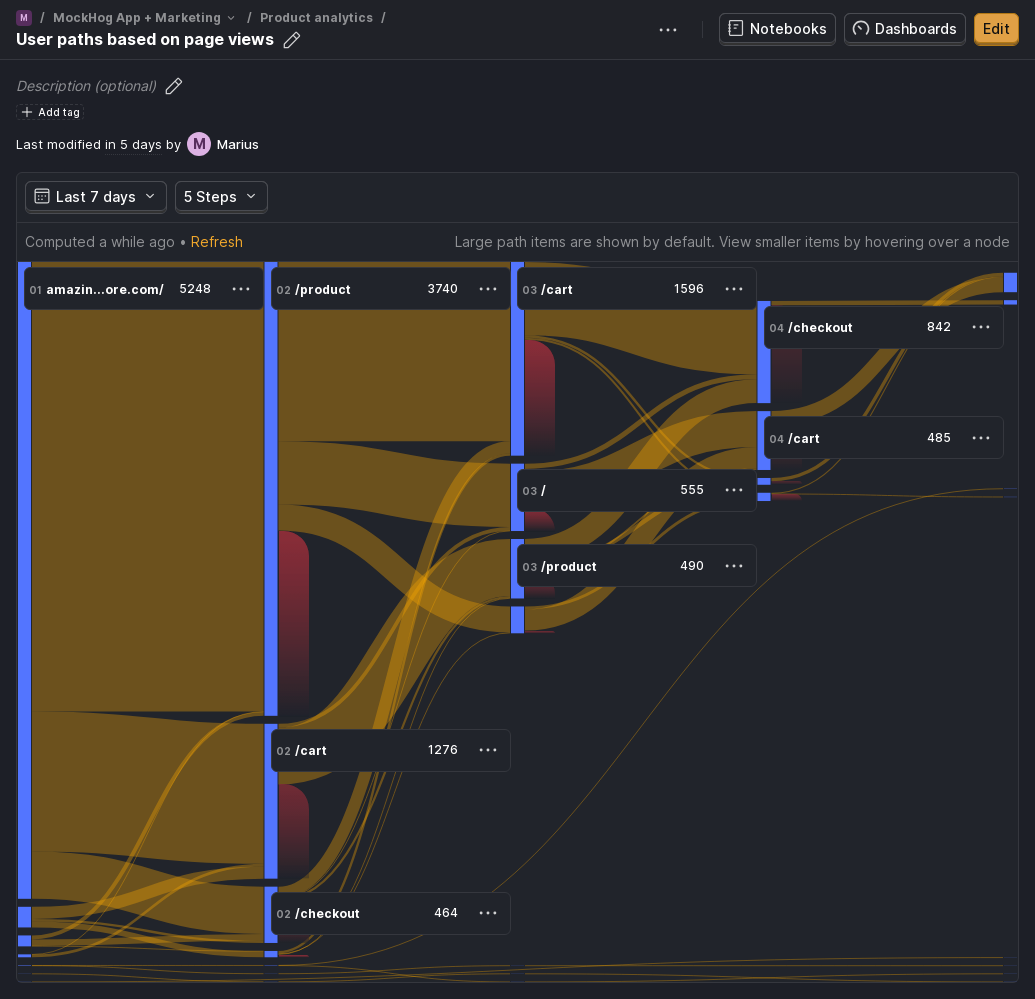 M / MockHog App + Marketing / Product analytics /
User paths based on page views
Notebooks
Dashboards
Edit
Description (optional)
Add tag
Last modified in 5 days by M Marius
Last 7 days
5 Steps
Computed a while ago • Refresh
Large path items are shown by default. View smaller items by hovering over a node
01 amazin...ore.com/ 5248
02 /product 3740
03 /cart 1596
04 /checkout 842
04 /cart 485
03 / 555
03 /product 490
02 /cart 1276
02 /checkout 464